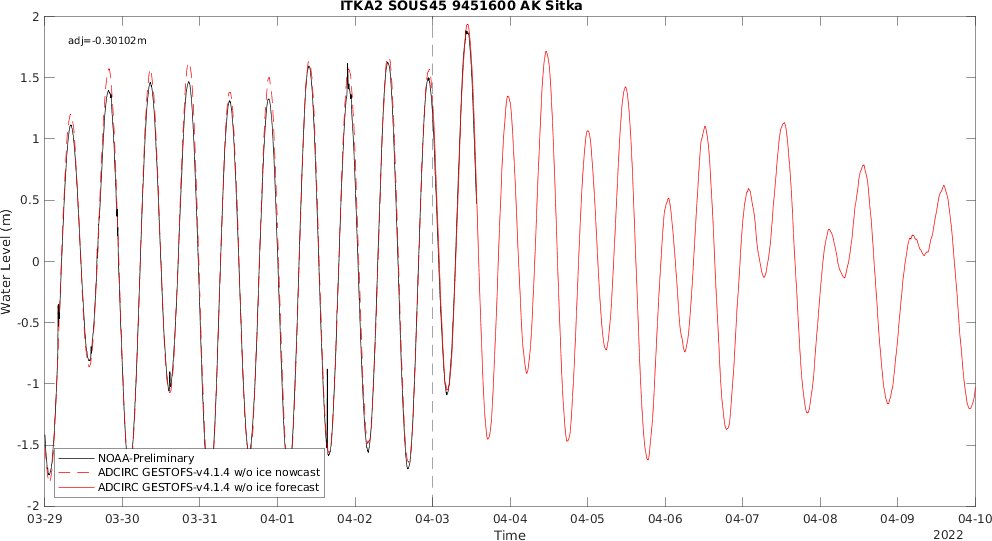 ITKA2 SOUS45 9451600 AK Sitka
adj=-0.30102m
2
1.5
1
0.5
0
-0.5
-1
-1.5
-2
Water Level (m)
NOAA-Preliminary
ADCIRC GESTOFS-v4.1.4 w/o ice nowcast
ADCIRC GESTOFS-v4.1.4 w/o ice forecast
03-29 03-30 03-31 04-01 04-02 04-03 04-04 04-05 04-06 04-07 04-08 04-09 04-10
Time
2022